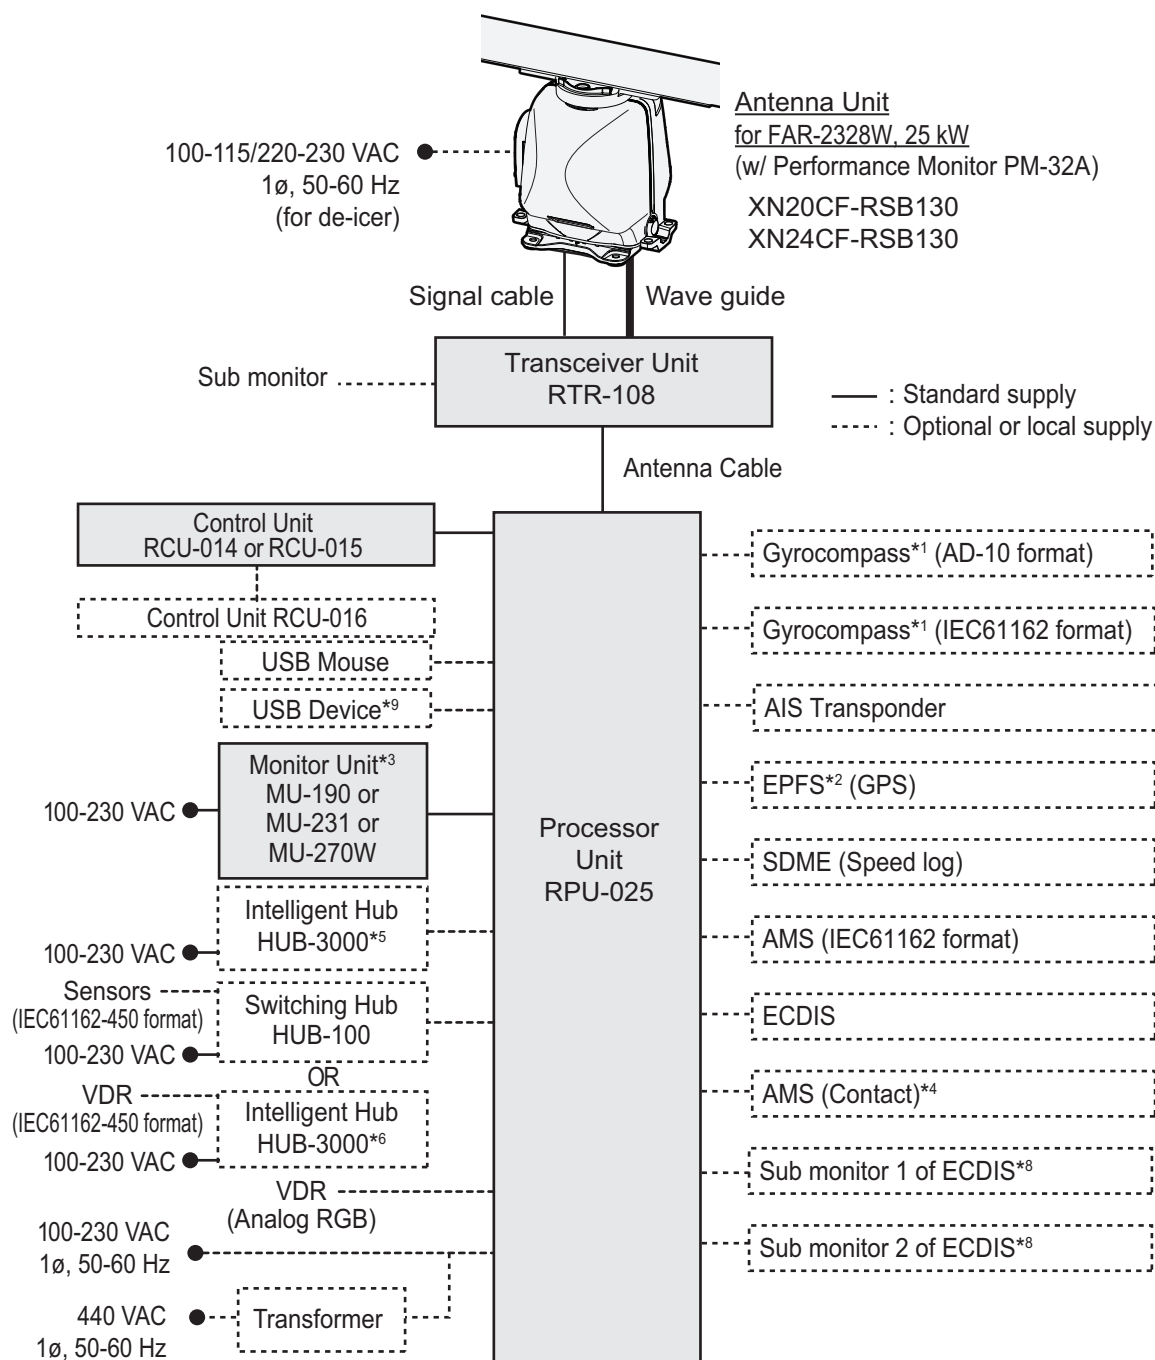 Antenna Unit
for FAR-2328W, 25 kW
(w/ Performance Monitor PM-32A)
XN20CF-RSB130
XN24CF-RSB130
100-115/220-230 VAC
1ø, 50-60 Hz
(for de-icer)
Signal cable
Wave guide
Transceiver Unit
RTR-108
Sub monitor
: Standard supply
: Optional or local supply
Antenna Cable
Control Unit
RCU-014 or RCU-015
Control Unit RCU-016
USB Mouse
USB Device*9
Monitor Unit*3
MU-190 or
MU-231 or
MU-270W
100-230 VAC
Intelligent Hub
HUB-3000*5
100-230 VAC
Sensors
(IEC61162-450 format)
Switching Hub
HUB-100
100-230 VAC
OR
VDR
(IEC61162-450 format)
Intelligent Hub
HUB-3000*6
100-230 VAC
VDR
(Analog RGB)
100-230 VAC
1ø, 50-60 Hz
440 VAC
1ø, 50-60 Hz
Transformer
Processor
Unit
RPU-025
Gyrocompass*1 (AD-10 format)
Gyrocompass*1 (IEC61162 format)
AIS Transponder
EPFS*2 (GPS)
SDME (Speed log)
AMS (IEC61162 format)
ECDIS
AMS (Contact)*4
Sub monitor 1 of ECDIS*8
Sub monitor 2 of ECDIS*8